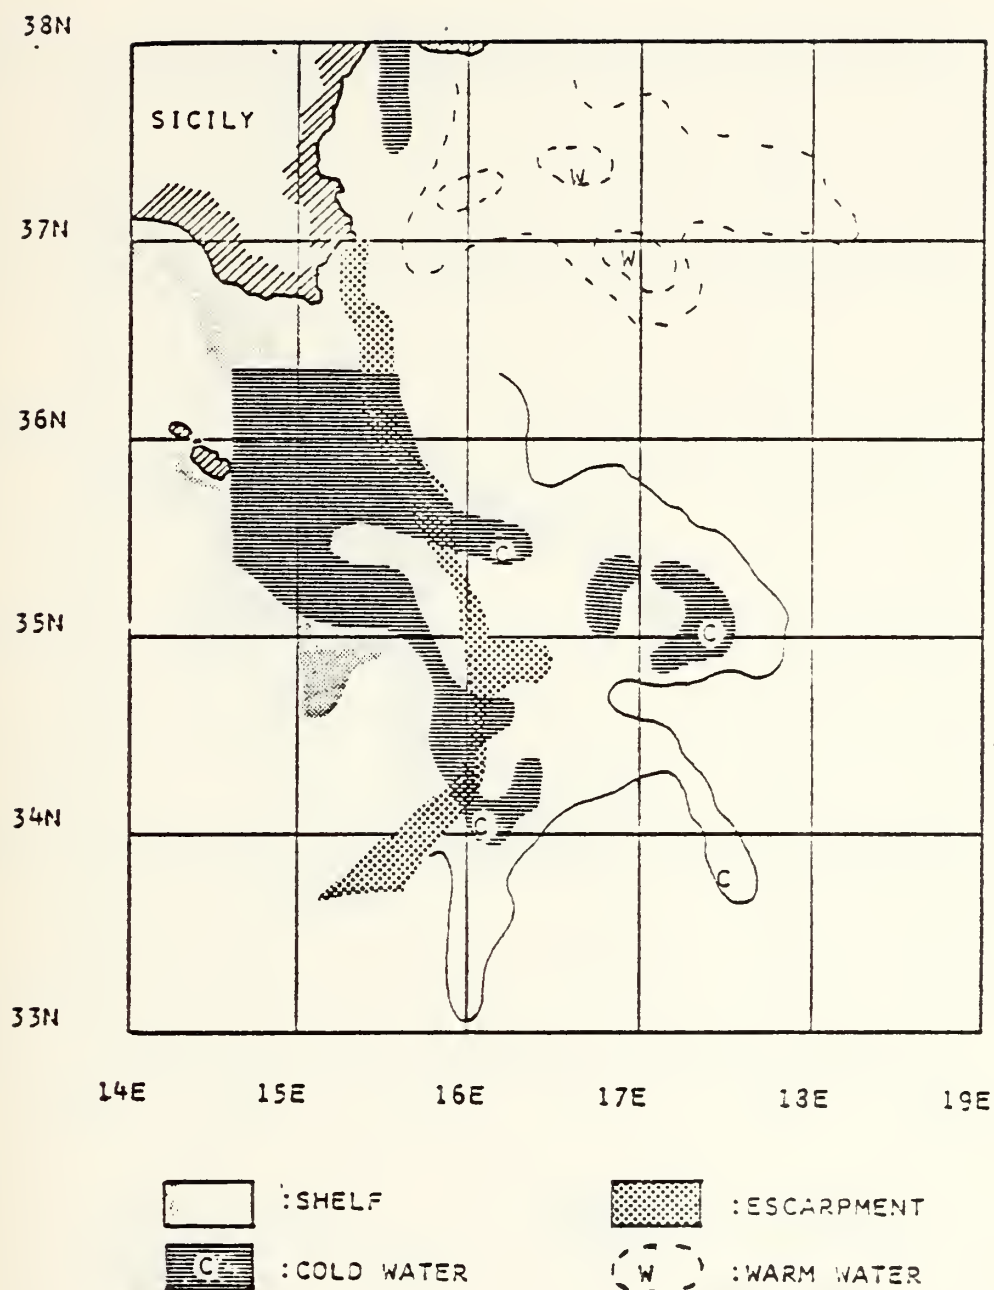 38N
SICILY
W
37N
W
36N
C
35N
C
34N
C
C
33N
14E 15E 16E 17E 13E 19E
:SHELF :ESCARPMENT
C :COLD WATER W :WARM WATER